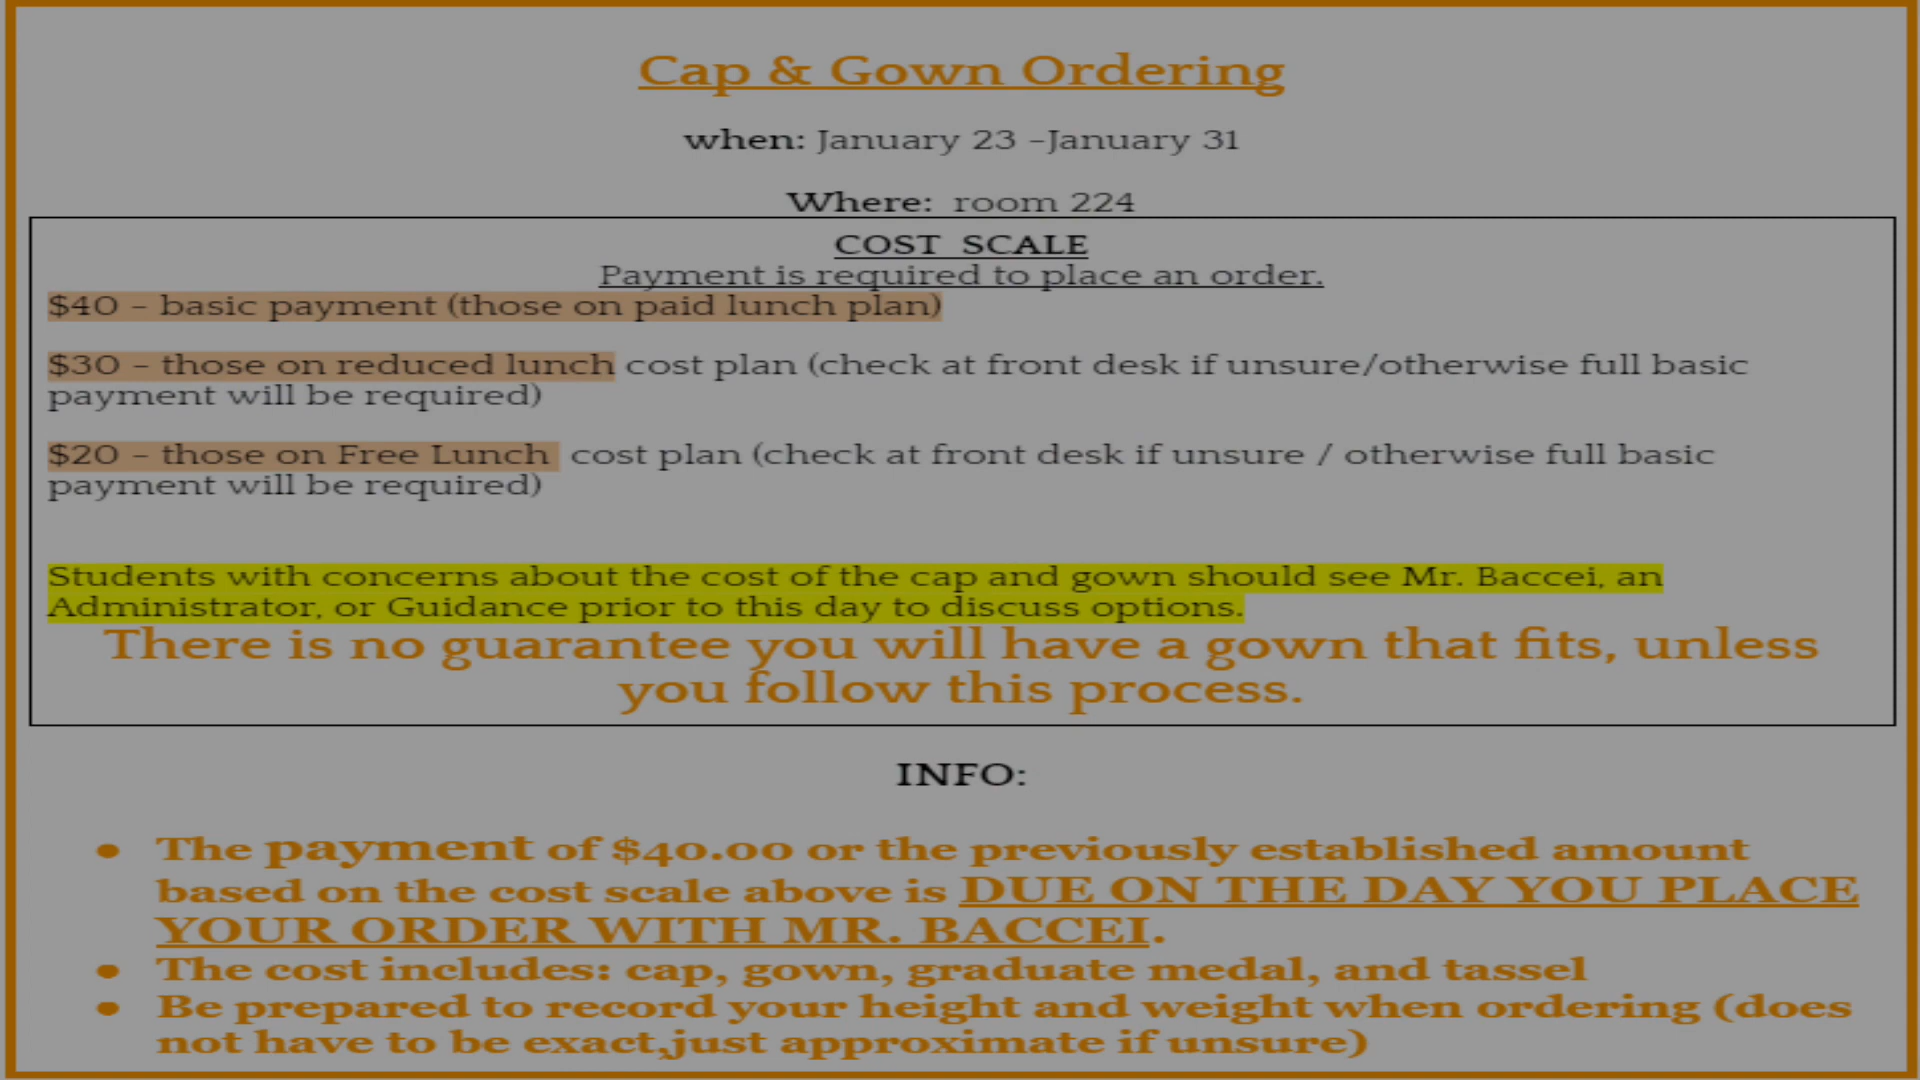 Cap & Gown Ordering
when: January 23 -January 31
Where: room 224
COST SCALE
Payment is required to place an order.
$40 - basic payment (those on paid lunch plan)
$30 - those on reduced lunch cost plan (check at front desk if unsure/otherwise full basic
payment will be required)
$20 - those on Free Lunch cost plan (check at front desk if unsure / otherwise full basic
payment will be required)
Students with concerns about the cost of the cap and gown should see Mr. Baccei, an
Administrator, or Guidance prior to this day to discuss options.
There is no guarantee you will have a gown that fits, unless
you follow this process.
INFO:
• The payment of $40.00 or the previously established amount
based on the cost scale above is DUE ON THE DAY YOU PLACE
YOUR ORDER WITH MR. BACCEI.
• The cost includes: cap, gown, graduate medal, and tassel
• Be prepared to record your height and weight when ordering (does
not have to be exact,just approximate if unsure)